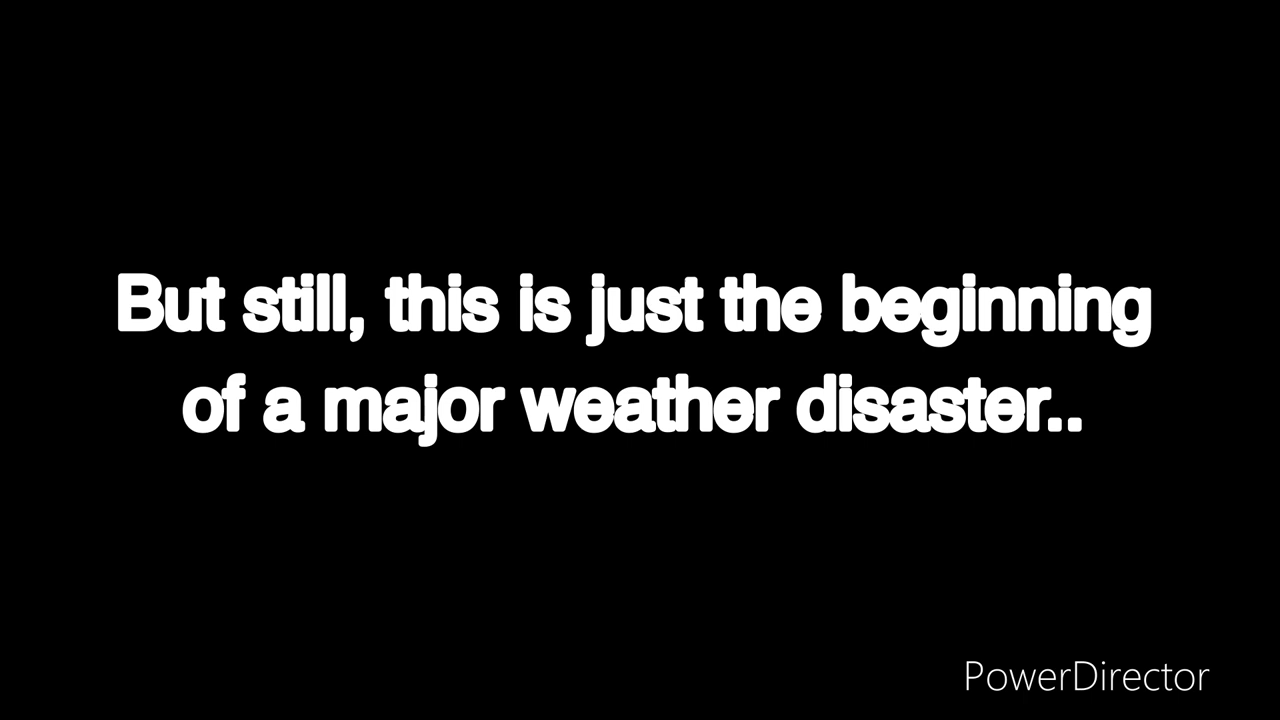 But still, this is just the beginning
of a major weather disaster..
PowerDirector